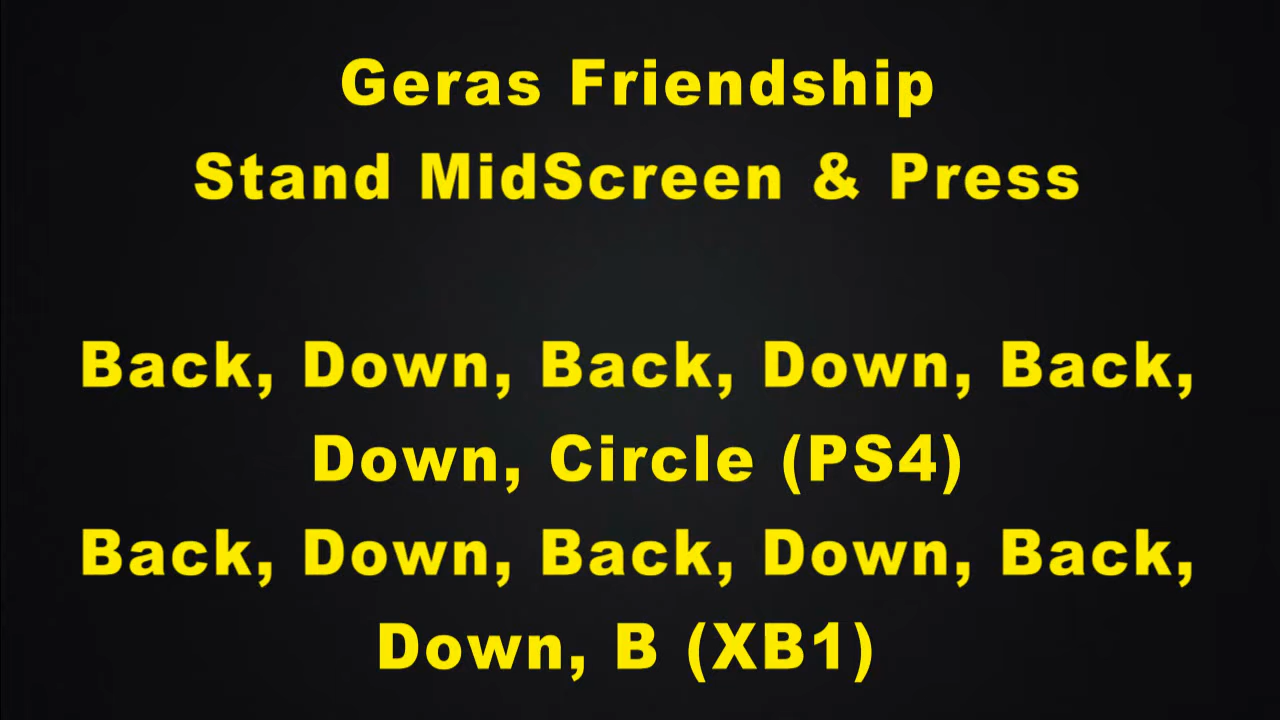 Geras Friendship
Stand MidScreen & Press
Back, Down, Back, Down, Back,
Down, Circle (PS4)
Back, Down, Back, Down, Back,
Down, B (XB1)